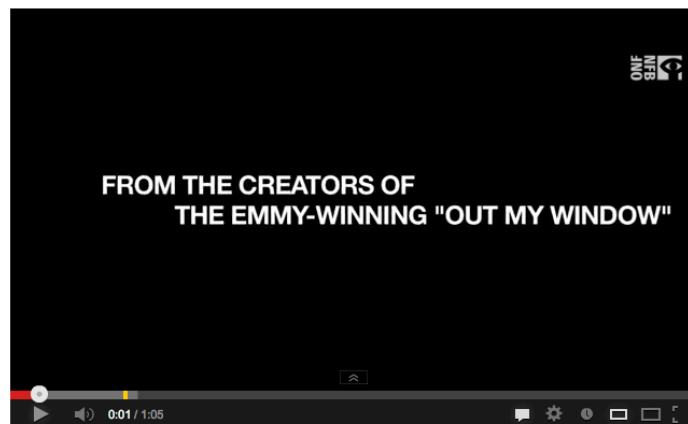 ONF
NFB
FROM THE CREATORS OF
THE EMMY-WINNING "OUT MY WINDOW"
0:01 / 1:05